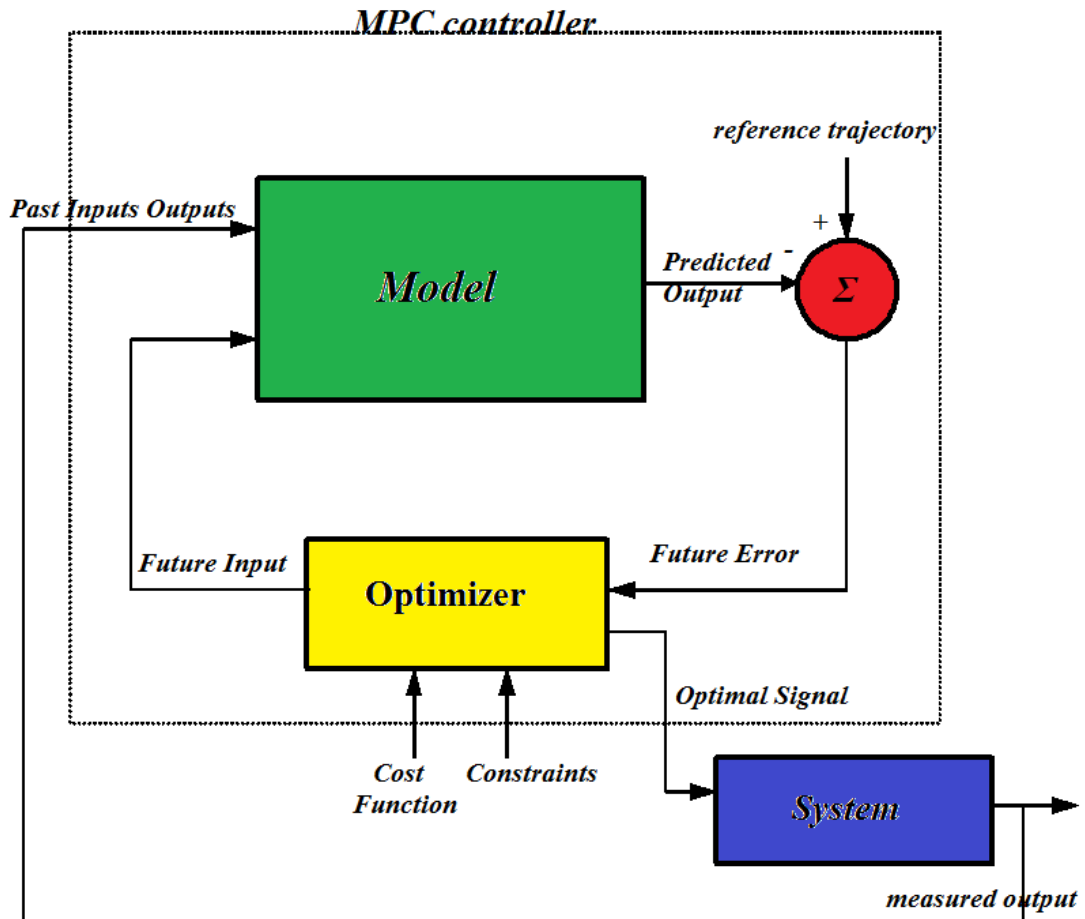 MPC controller
reference trajectory
Past Inputs Outputs
+
-
Model
Predicted
Output
Σ
Future Input
Future Error
Optimizer
Optimal Signal
Cost
Function
Constraints
System
measured output